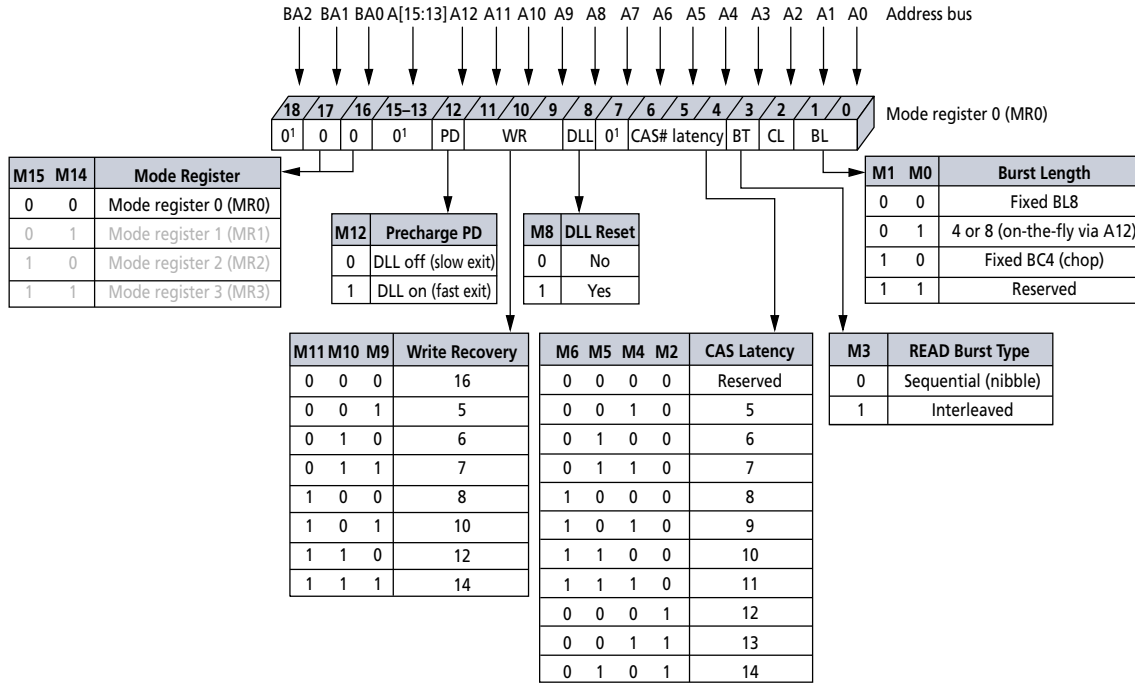 BA2 BA1 BA0 A[15:13] A12 A11 A10 A9 A8 A7 A6 A5 A4 A3 A2 A1 A0 Address bus
18 17 16 15–13 12 11 10 9 8 7 6 5 4 3 2 1 0 Mode register 0 (MR0)
0¹ 0 0 0¹ PD WR DLL 0¹ CAS# latency BT CL BL
M15 M14 Mode Register
0 0 Mode register 0 (MR0)
0 1 Mode register 1 (MR1)
1 0 Mode register 2 (MR2)
1 1 Mode register 3 (MR3)
M12 Precharge PD
0 DLL off (slow exit)
1 DLL on (fast exit)
M8 DLL Reset
0 No
1 Yes
M1 M0 Burst Length
0 0 Fixed BL8
0 1 4 or 8 (on-the-fly via A12)
1 0 Fixed BC4 (chop)
1 1 Reserved
M11 M10 M9 Write Recovery
0 0 0 16
0 0 1 5
0 1 0 6
0 1 1 7
1 0 0 8
1 0 1 10
1 1 0 12
1 1 1 14
M6 M5 M4 M2 CAS Latency
0 0 0 0 Reserved
0 0 1 0 5
0 1 0 0 6
0 1 1 0 7
1 0 0 0 8
1 0 1 0 9
1 1 0 0 10
1 1 1 0 11
0 0 0 1 12
0 0 1 1 13
0 1 0 1 14
M3 READ Burst Type
0 Sequential (nibble)
1 Interleaved